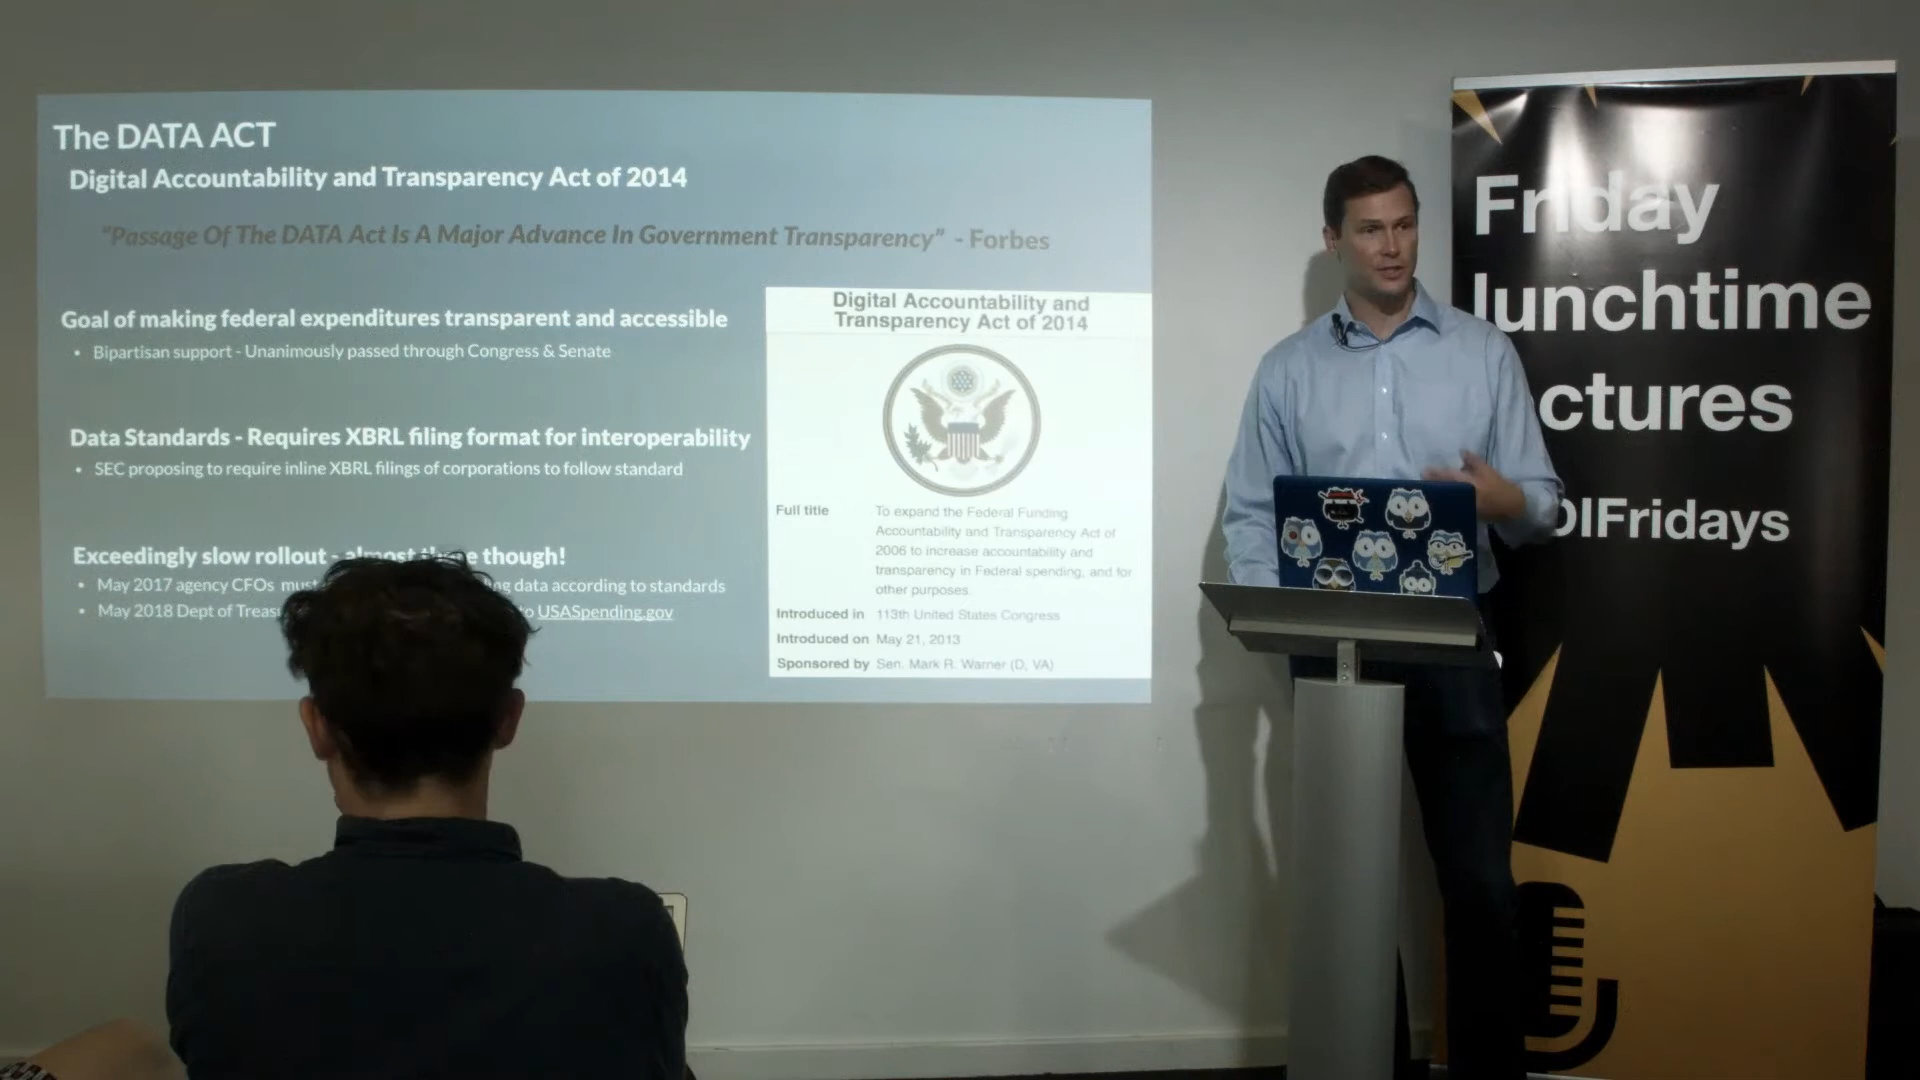 The DATA ACT
Digital Accountability and Transparency Act of 2014
"Passage Of The DATA Act Is A Major Advance In Government Transparency" - Forbes
Goal of making federal expenditures transparent and accessible
• Bipartisan support - Unanimously passed through Congress & Senate
Data Standards - Requires XBRL filing format for interoperability
• SEC proposing to require inline XBRL filings of corporations to follow standard
Exceedingly slow rollout - almost though!
• May 2017 agency CFOs must data according to standards
• May 2018 Dept of to USASpending.gov
Digital Accountability and
Transparency Act of 2014
Full title To expand the Federal Funding
Accountability and Transparency Act of
2006 to increase accountability and
transparency in Federal spending, and for
other purposes.
Introduced in 113th United States Congress
Introduced on May 21, 2013
Sponsored by Sen. Mark R. Warner (D, VA)
Friday
lunchtime
ctures
DIFridays